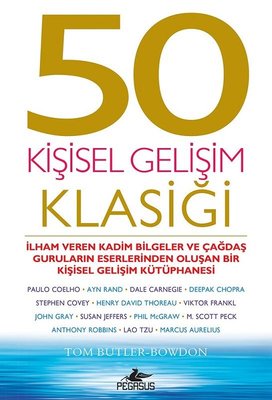 50
KİŞİSEL GELİŞİM
KLASİĞİ
İLHAM VEREN KADİM BİLGELER VE ÇAĞDAŞ
GURULARIN ESERLERİNDEN OLUŞAN BİR
KİŞİSEL GELİŞİM KÜTÜPHANESİ
PAULO COELHO • AYN RAND • DALE CARNEGIE • DEEPAK CHOPRA
STEPHEN COVEY • HENRY DAVID THOREAU • VIKTOR FRANKL
JOHN GRAY • SUSAN JEFFERS • PHIL McGRAW • M. SCOTT PECK
ANTHONY ROBBINS • LAO TZU • MARCUS AURELIUS
TOM BUTLER-BOWDON
PEGASUS